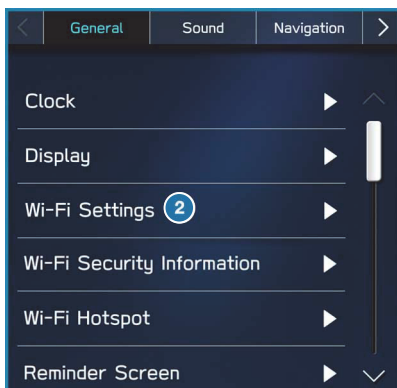 General Sound Navigation
Clock
Display
Wi-Fi Settings 2
Wi-Fi Security Information
Wi-Fi Hotspot
Reminder Screen